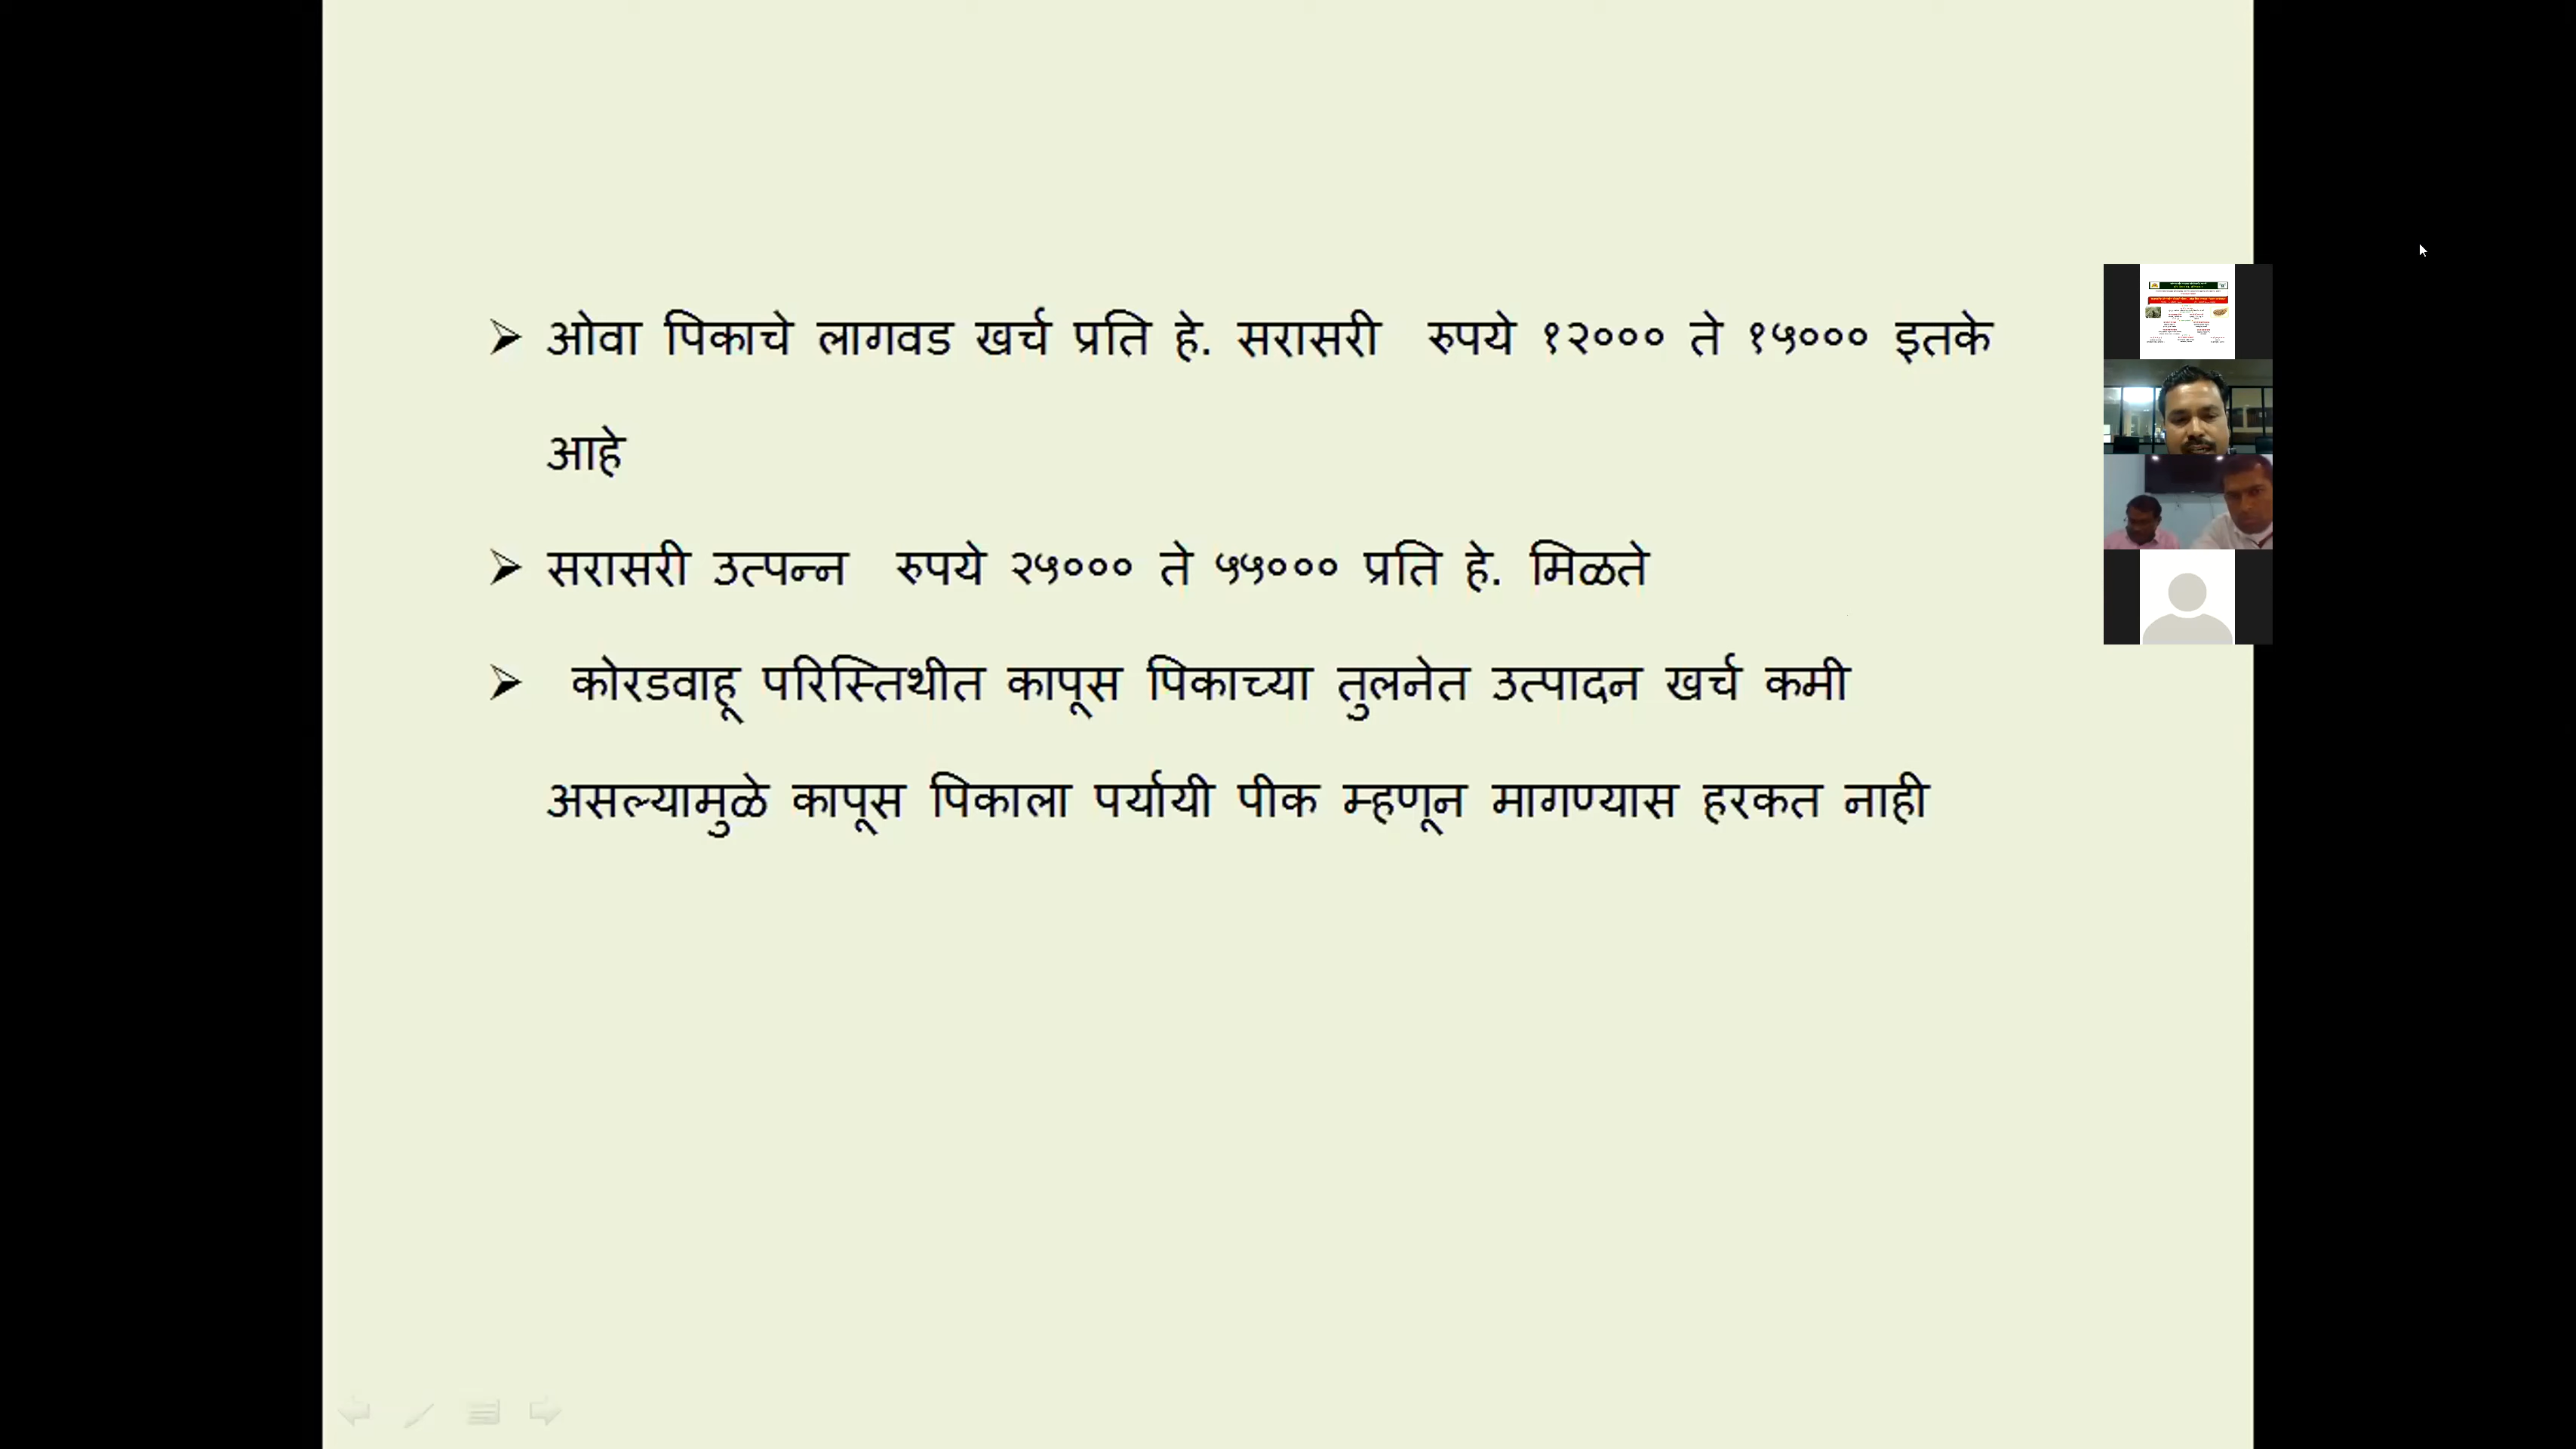 ➢ ओवा पिकाचे लागवड खर्च प्रति हे. सरासरी रुपये १२००० ते १५००० इतके
आहे
➢ सरासरी उत्पन्न रुपये २५००० ते ५५००० प्रति हे. मिळते
➢ कोरडवाहू परिस्तिथीत कापूस पिकाच्या तुलनेत उत्पादन खर्च कमी
असल्यामुळे कापूस पिकाला पर्यायी पीक म्हणून मागण्यास हरकत नाही